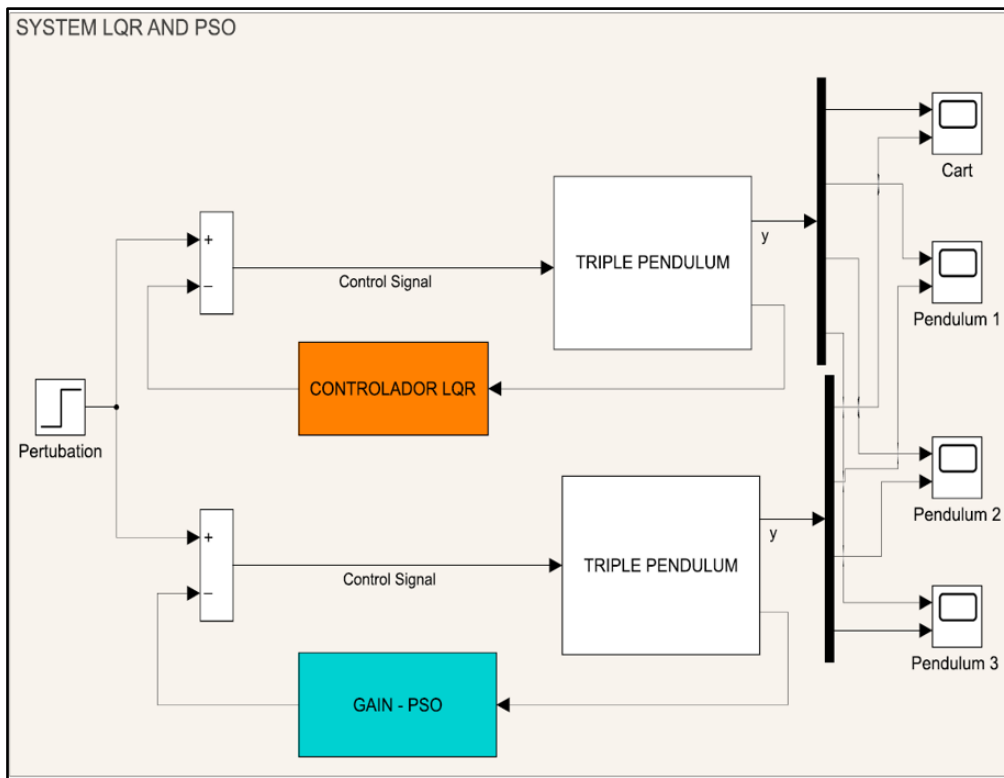 SYSTEM LQR AND PSO
Cart
+
y
TRIPLE PENDULUM
−
Control Signal
Pendulum 1
CONTROLADOR LQR
Pertubation
Pendulum 2
+
y
TRIPLE PENDULUM
Control Signal
−
Pendulum 3
GAIN - PSO